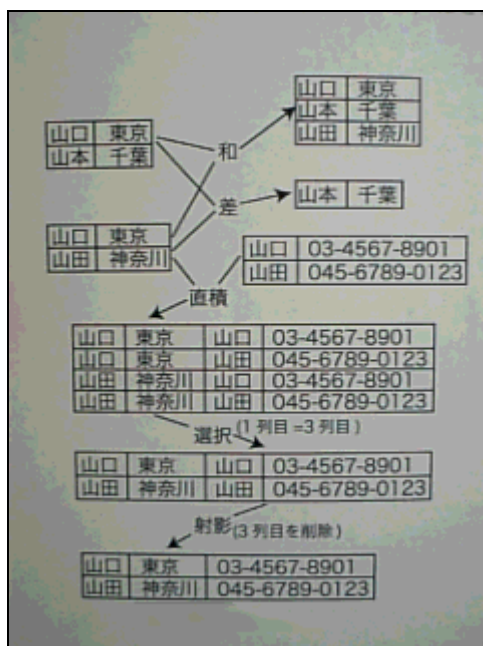 山口 東京
山本 千葉
山口 東京
山本 千葉
山田 神奈川
和
差
山本 千葉
山口 東京
山田 神奈川
山口 03-4567-8901
山田 045-6789-0123
直積
山口 東京 山口 03-4567-8901
山口 東京 山田 045-6789-0123
山田 神奈川 山口 03-4567-8901
山田 神奈川 山田 045-6789-0123
選択 (1列目=3列目)
山口 東京 山口 03-4567-8901
山田 神奈川 山田 045-6789-0123
射影 (3列目を削除)
山口 東京 03-4567-8901
山田 神奈川 045-6789-0123